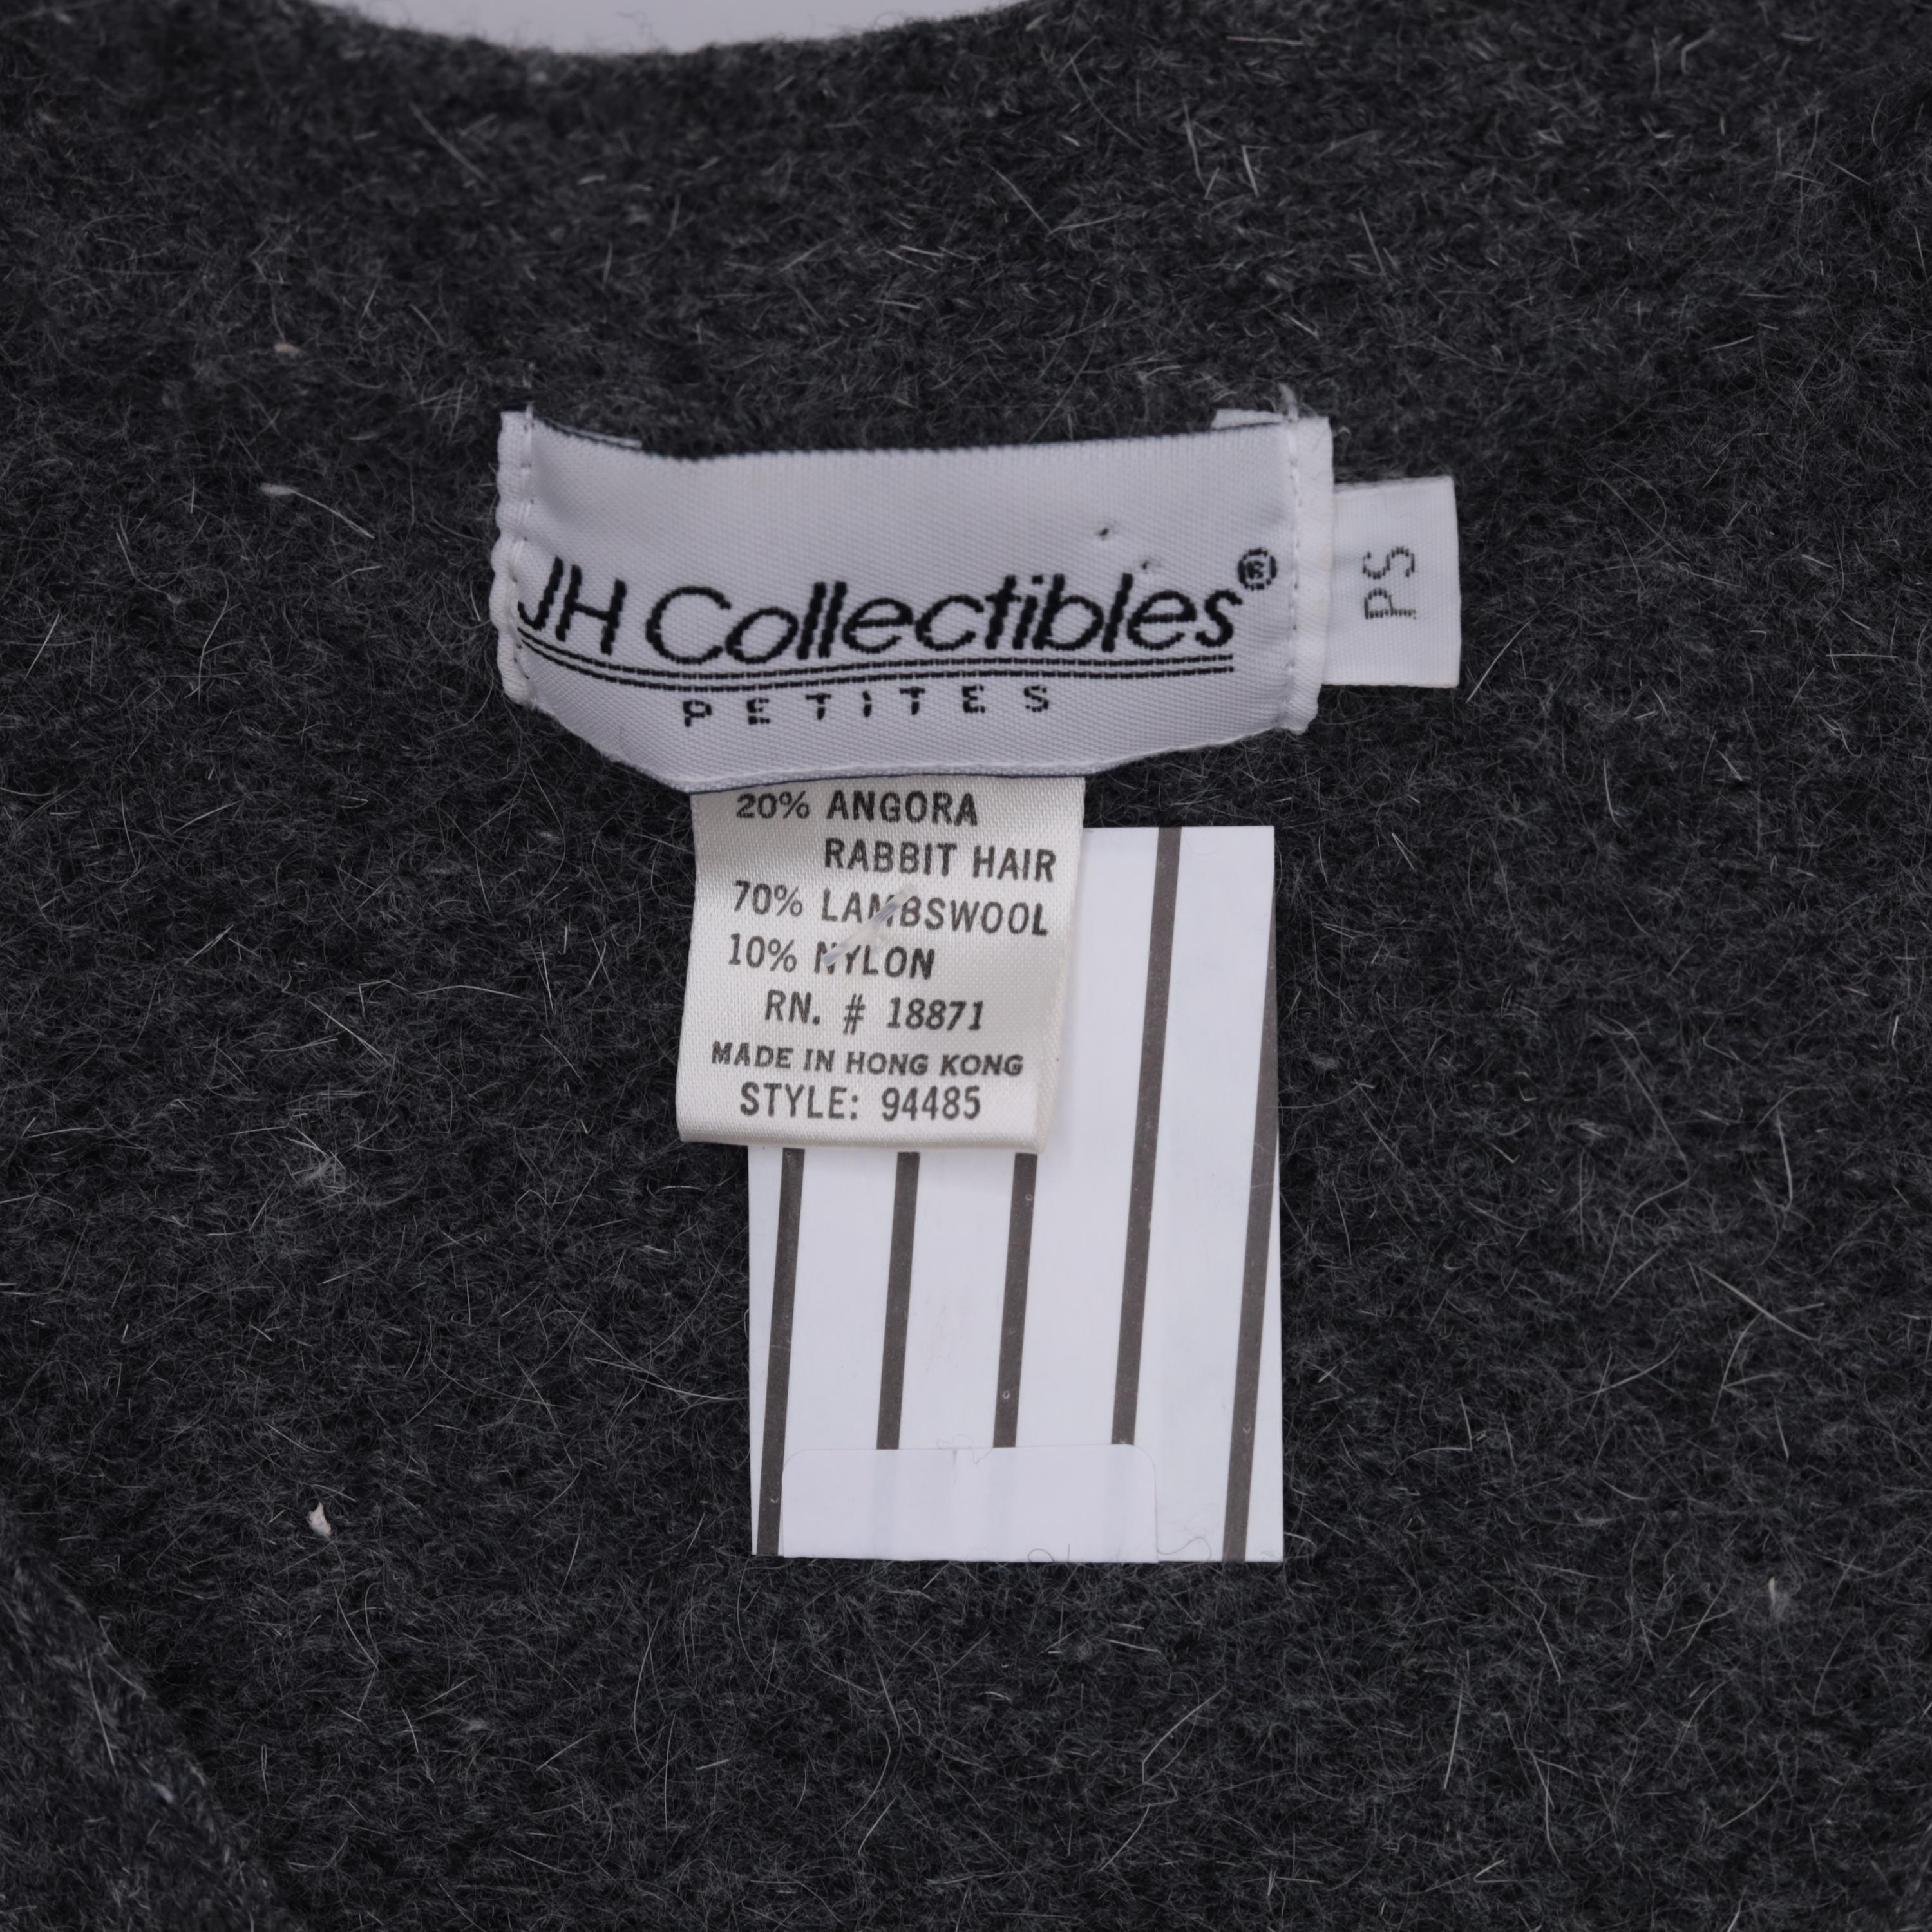 JH Collectibles®
PETITES
PS
20% ANGORA
RABBIT HAIR
70% LAMBSWOOL
10% NYLON
RN. # 18871
MADE IN HONG KONG
STYLE: 94485